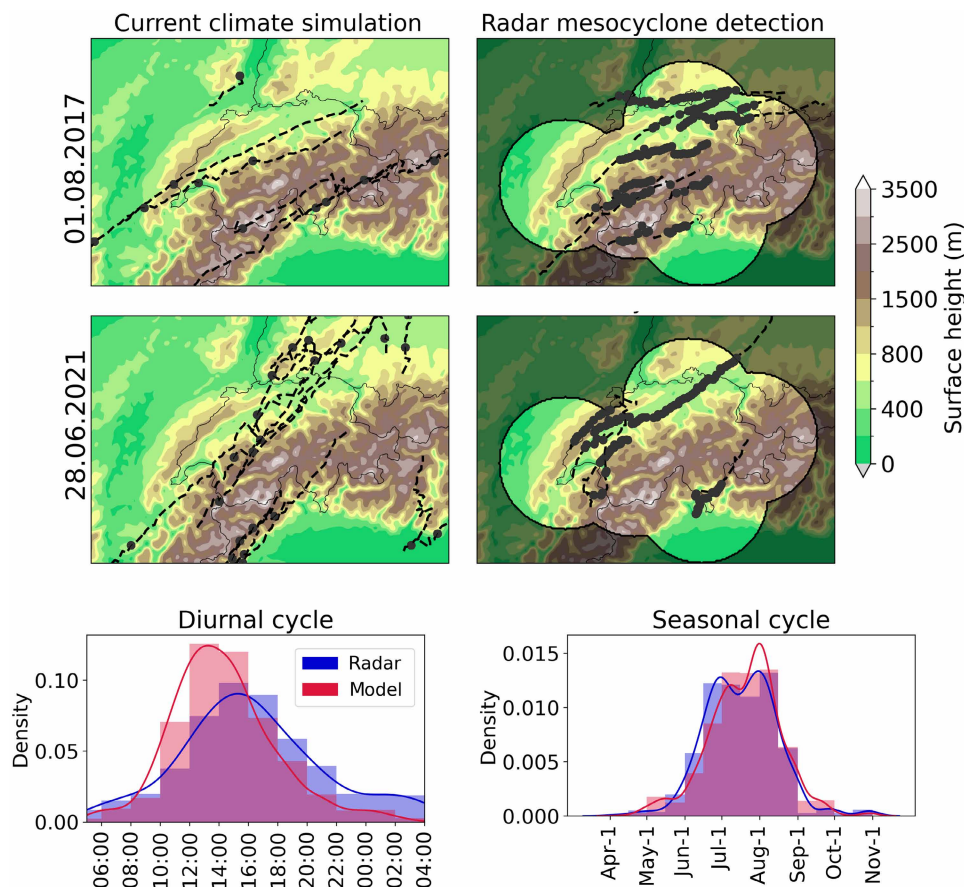 Current climate simulation
Radar mesocyclone detection
01.08.2017
28.06.2021
3500
2500
1500
800
400
0
Surface height (m)
Diurnal cycle
Density
0.10
0.05
0.00
Radar
Model
06:00
08:00
10:00
12:00
14:00
16:00
18:00
20:00
22:00
00:00
02:00
04:00
Seasonal cycle
Density
0.015
0.010
0.005
0.000
Apr-1
May-1
Jun-1
Jul-1
Aug-1
Sep-1
Oct-1
Nov-1